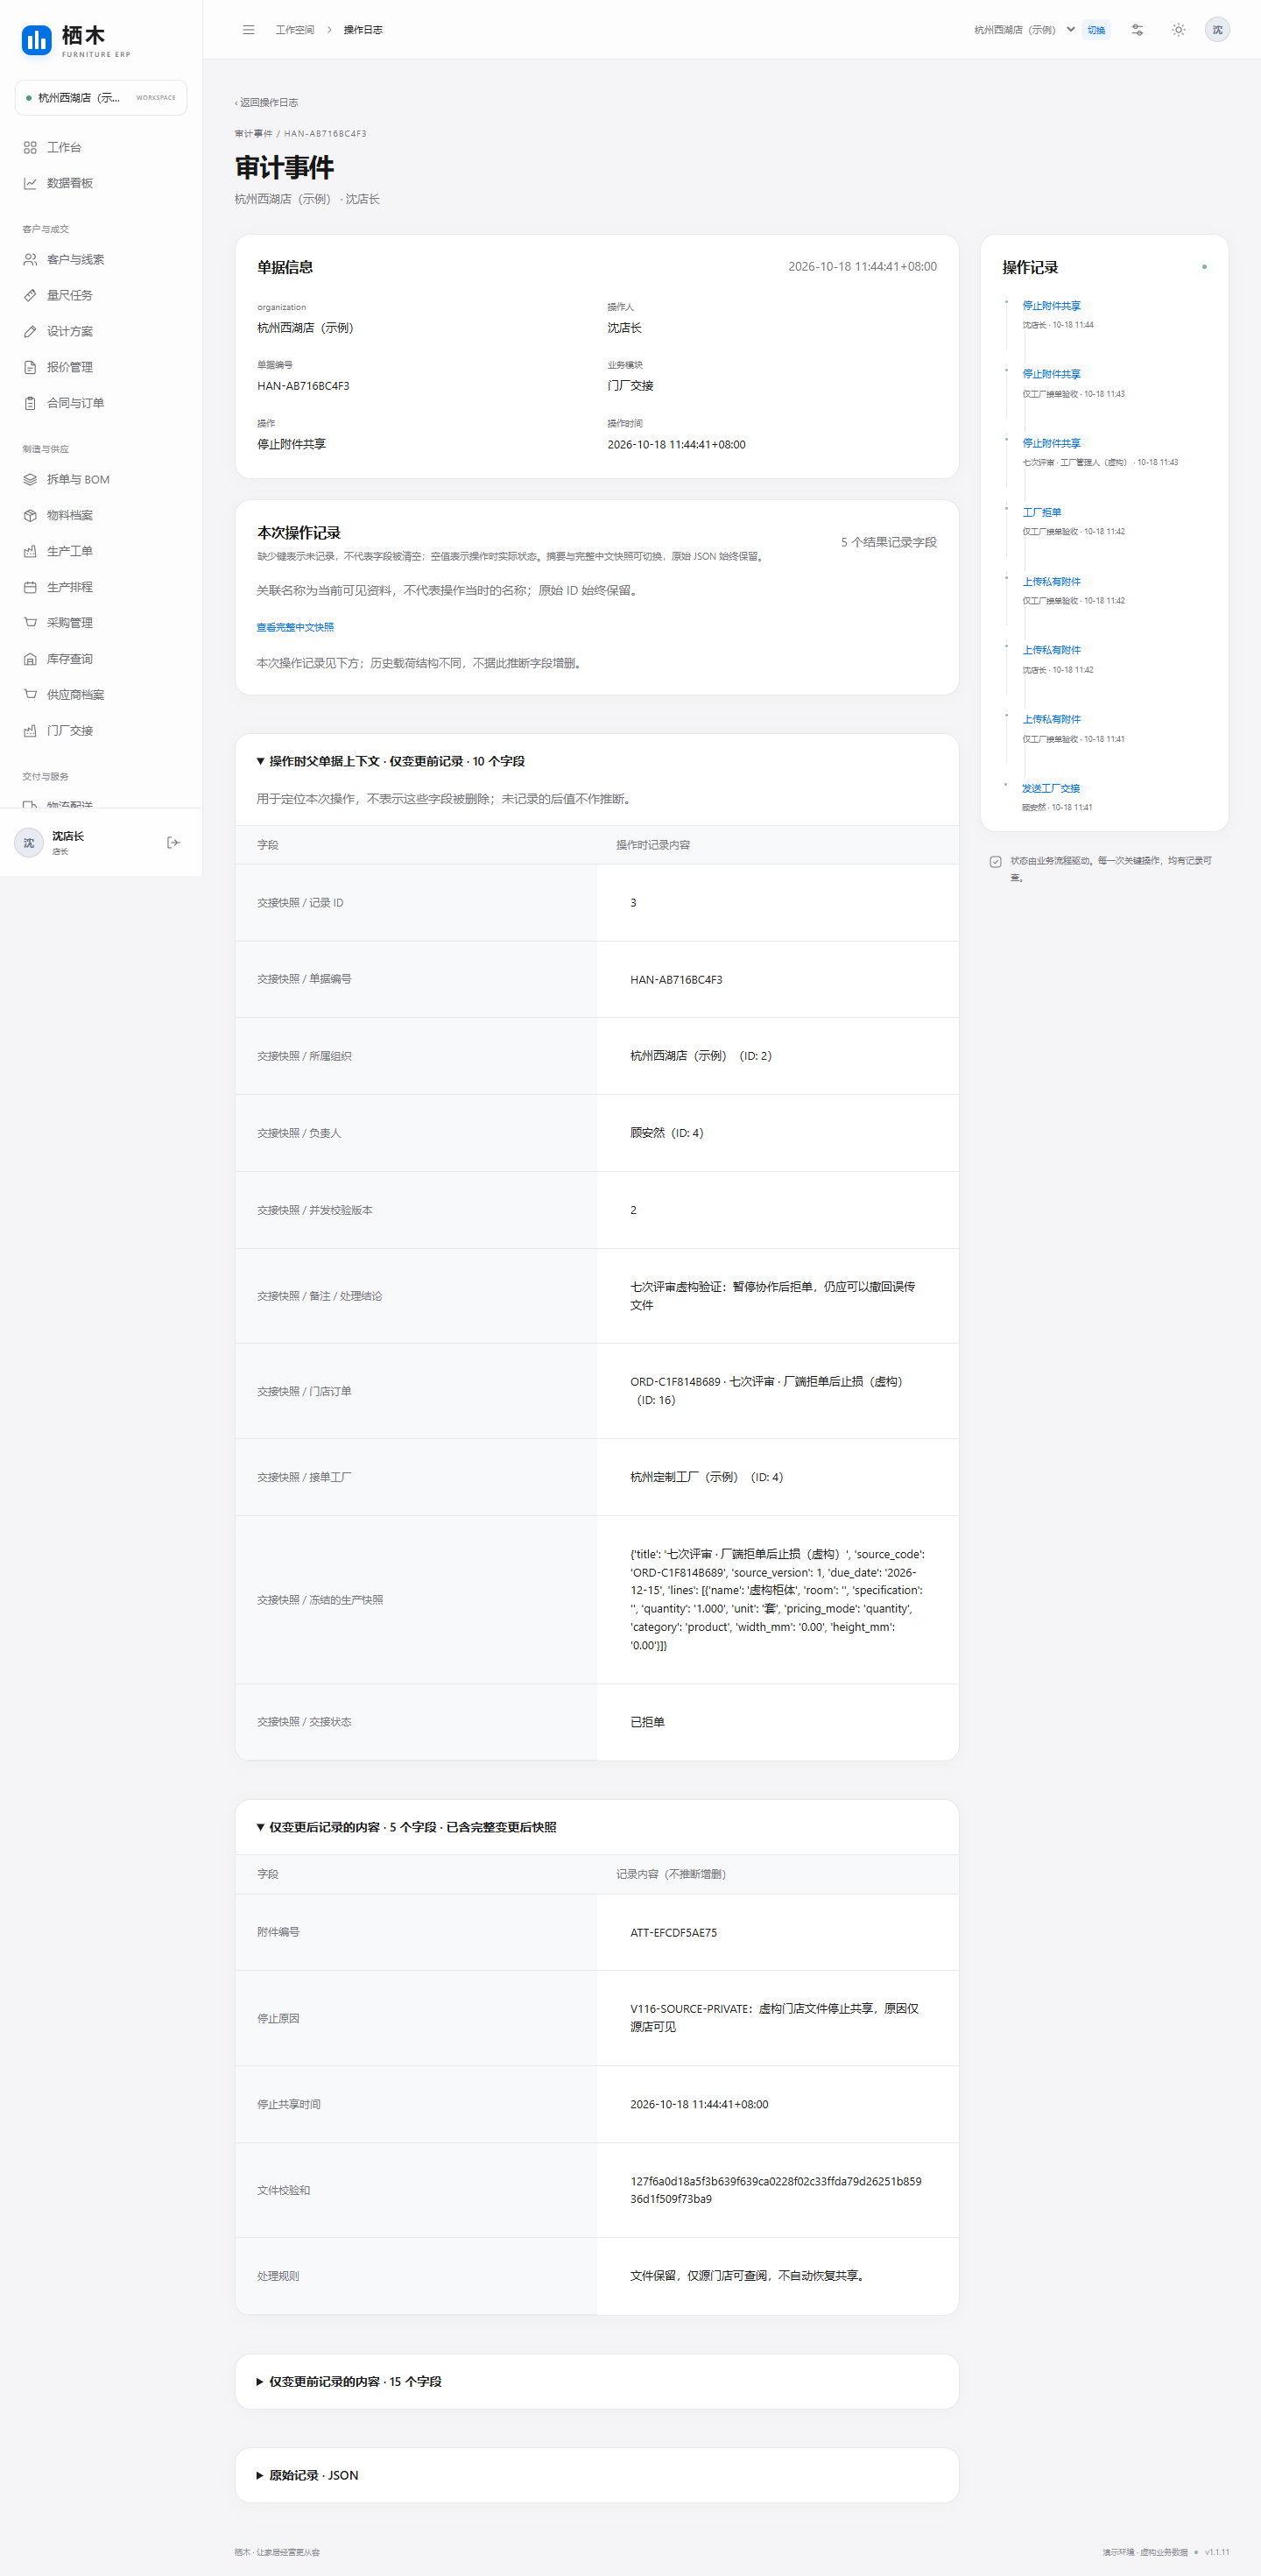 栖木
FURNITURE ERP
杭州西湖店（示... WORKSPACE
工作台
数据看板
客户与成交
客户与线索
量尺任务
设计方案
报价管理
合同与订单
制造与供应
拆单与 BOM
物料档案
生产工单
生产排程
采购管理
库存查询
供应商档案
门厂交接
交付与服务
物流配送
沈 沈店长
店长
工作空间 > 操作日志
杭州西湖店（示例） 切换 沈
‹ 返回操作日志
审计事件 / HAN-AB716BC4F3
审计事件
杭州西湖店（示例） · 沈店长
单据信息 2026-10-18 11:44:41+08:00
organization 操作人
杭州西湖店（示例） 沈店长
单据编号 业务模块
HAN-AB716BC4F3 门厂交接
操作 操作时间
停止附件共享 2026-10-18 11:44:41+08:00
本次操作记录
缺少键表示未记录，不代表字段被清空；空值表示操作时实际状态。摘要与完整中文快照可切换，原始 JSON 始终保留。
5 个结果记录字段
关联名称为当前可见资料，不代表操作当时的名称；原始 ID 始终保留。
查看完整中文快照
本次操作记录见下方；历史载荷结构不同，不据此推断字段增删。
▼ 操作时父单据上下文 · 仅变更前记录 · 10 个字段
用于定位本次操作，不表示这些字段被删除；未记录的后值不作推断。
字段 操作时记录内容
交接快照 / 记录 ID 3
交接快照 / 单据编号 HAN-AB716BC4F3
交接快照 / 所属组织 杭州西湖店（示例）（ID: 2）
交接快照 / 负责人 顾安然（ID: 4）
交接快照 / 并发校验版本 2
交接快照 / 备注 / 处理结论 七次评审虚构验证：暂停协作后拒单，仍应可以撤回误传
文件
交接快照 / 门店订单 ORD-C1F814B689 · 七次评审 · 厂端拒单后止损（虚构）
（ID: 16）
交接快照 / 接单工厂 杭州定制工厂（示例）（ID: 4）
交接快照 / 冻结的生产快照
{'title': '七次评审 · 厂端拒单后止损（虚构）', 'source_code':
'ORD-C1F814B689', 'source_version': 1, 'due_date': '2026-
12-15', 'lines': [{'name': '虚构柜体', 'room': '', 'specification':
'', 'quantity': '1.000', 'unit': '套', 'pricing_mode': 'quantity',
'category': 'product', 'width_mm': '0.00', 'height_mm':
'0.00'}]}
交接快照 / 交接状态 已拒单
▼ 仅变更后记录的内容 · 5 个字段 · 已含完整变更后快照
字段 记录内容（不推断增删）
附件编号 ATT-EFCDF5AE75
停止原因 V116-SOURCE-PRIVATE：虚构门店文件停止共享，原因仅
源店可见
停止共享时间 2026-10-18 11:44:41+08:00
文件校验和 127f6a0d18a5f3b639f639ca0228f02c33ffda79d26251b859
36d1f509f73ba9
处理规则 文件保留，仅源门店可查阅，不自动恢复共享。
▶ 仅变更前记录的内容 · 15 个字段
▶ 原始记录 · JSON
操作记录
停止附件共享
沈店长 · 10-18 11:44
停止附件共享
仅工厂接单验收 · 10-18 11:43
停止附件共享
七次评审 · 工厂管理人（虚构） · 10-18 11:43
工厂拒单
仅工厂接单验收 · 10-18 11:42
上传私有附件
仅工厂接单验收 · 10-18 11:42
上传私有附件
沈店长 · 10-18 11:42
上传私有附件
仅工厂接单验收 · 10-18 11:41
发送工厂交接
顾安然 · 10-18 11:41
状态由业务流程驱动。每一次关键操作，均有记录可
查。
栖木 · 让家居经营更从容
演示环境 · 虚构业务数据 • v1.1.11